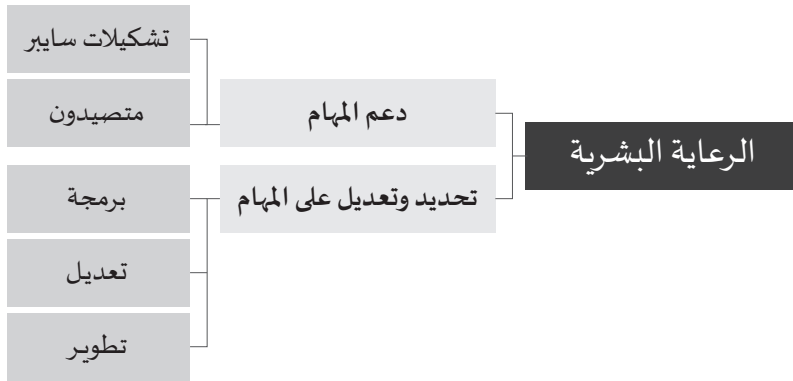 الرعاية البشرية
دعم المهام
تشكيلات سايبر
متصيدون
تحديد وتعديل على المهام
برمجة
تعديل
تطوير